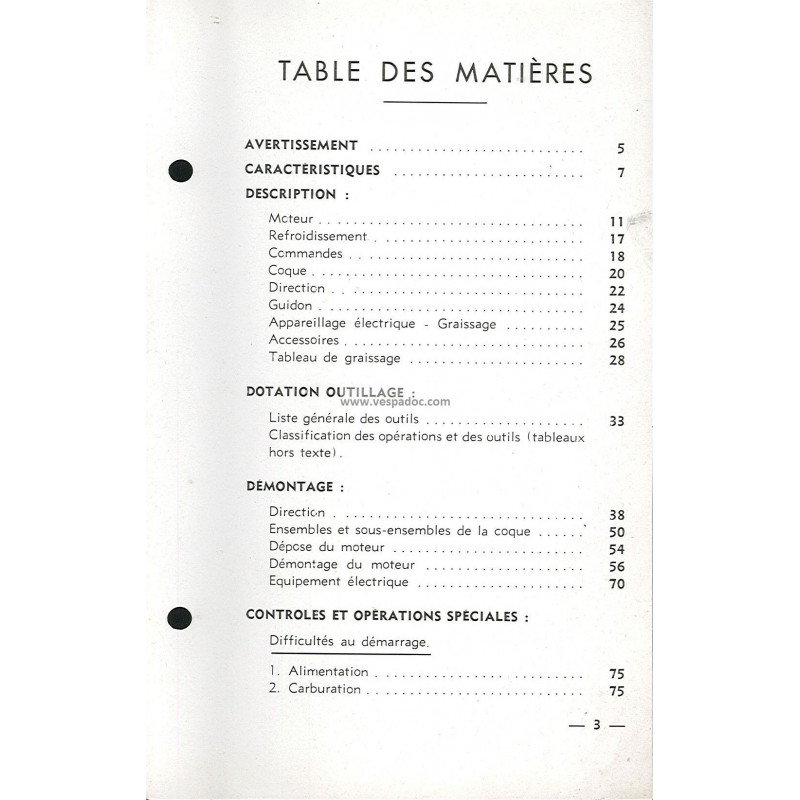 TABLE DES MATIÈRES
AVERTISSEMENT ........................... 5
CARACTÉRISTIQUES ........................ 7
DESCRIPTION :
Moteur ................................. 11
Refroidissement ........................ 17
Commandes .............................. 18
Coque .................................. 20
Direction .............................. 22
Guidon ................................. 24
Appareillage électrique - Graissage .......... 25
Accessoires ............................ 26
Tableau de graissage ................... 28
DOTATION OUTILLAGE :
www.vespadoc.com
Liste générale des outils .................... 33
Classification des opérations et des outils (tableaux
hors texte).
DÉMONTAGE :
Direction .............................. 38
Ensembles et sous-ensembles de la coque ...... 50
Dépose du moteur ....................... 54
Démontage du moteur .................... 56
Equipement électrique .................. 70
CONTROLES ET OPÉRATIONS SPÉCIALES :
Difficultés au démarrage.
1. Alimentation ........................ 75
2. Carburation ......................... 75
— 3 —